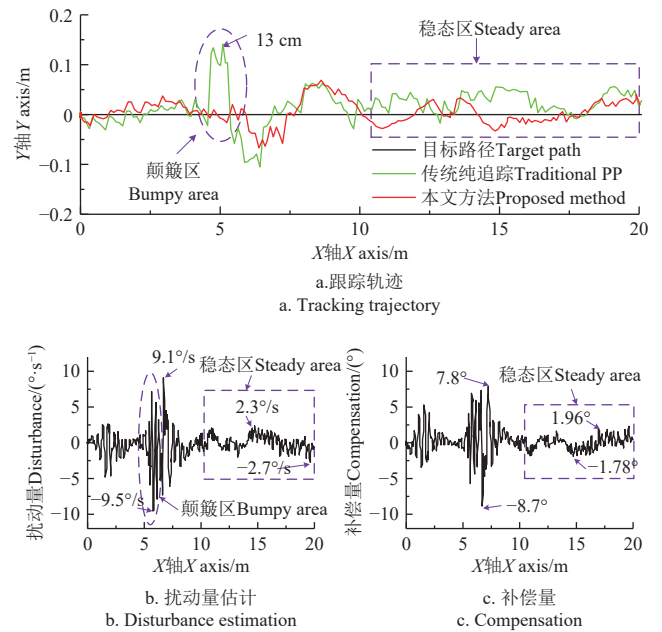 0.2
13 cm
稳态区Steady area
0.1
0
Y轴Y axis/m
−0.1
颠簸区
Bumpy area
目标路径Target path
传统纯追踪Traditional PP
本文方法Proposed method
−0.2
0 5 10 15 20
X轴X axis/m
a.跟踪轨迹
a. Tracking trajectory
9.1°/s
稳态区Steady area
10
5
0
−5
−10
扰动量Disturbance/(°·s⁻¹)
2.3°/s
−2.7°/s
−9.5°/s
颠簸区Bumpy area
0 5 10 15 20
X轴X axis/m
b. 扰动量估计
b. Disturbance estimation
7.8°
稳态区Steady area
10
5
0
−5
−10
补偿量Compensation/(°)
1.96°
−1.78°
−8.7°
0 5 10 15 20
X轴X axis/m
c. 补偿量
c. Compensation